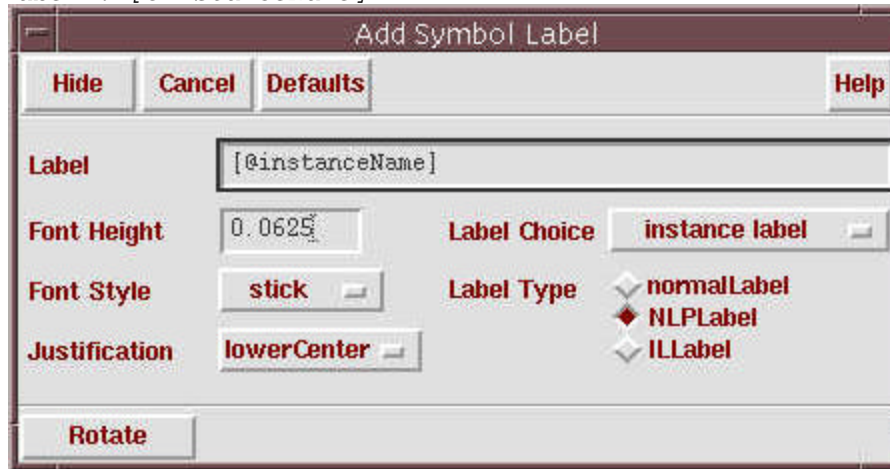 Add Symbol Label
Hide Cancel Defaults Help
Label [@instanceName]
Font Height 0.0625 Label Choice instance label
Font Style stick Label Type normalLabel
NLPLabel
Justification lowerCenter ILLabel
Rotate